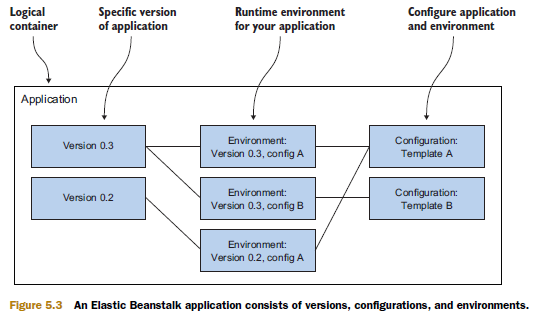 Logical
container
Specific version
of application
Runtime environment
for your application
Configure application
and environment
Application
Version 0.3
Environment:
Version 0.3, config A
Configuration:
Template A
Version 0.2
Environment:
Version 0.3, config B
Configuration:
Template B
Environment:
Version 0.2, config A
Figure 5.3 An Elastic Beanstalk application consists of versions, configurations, and environments.